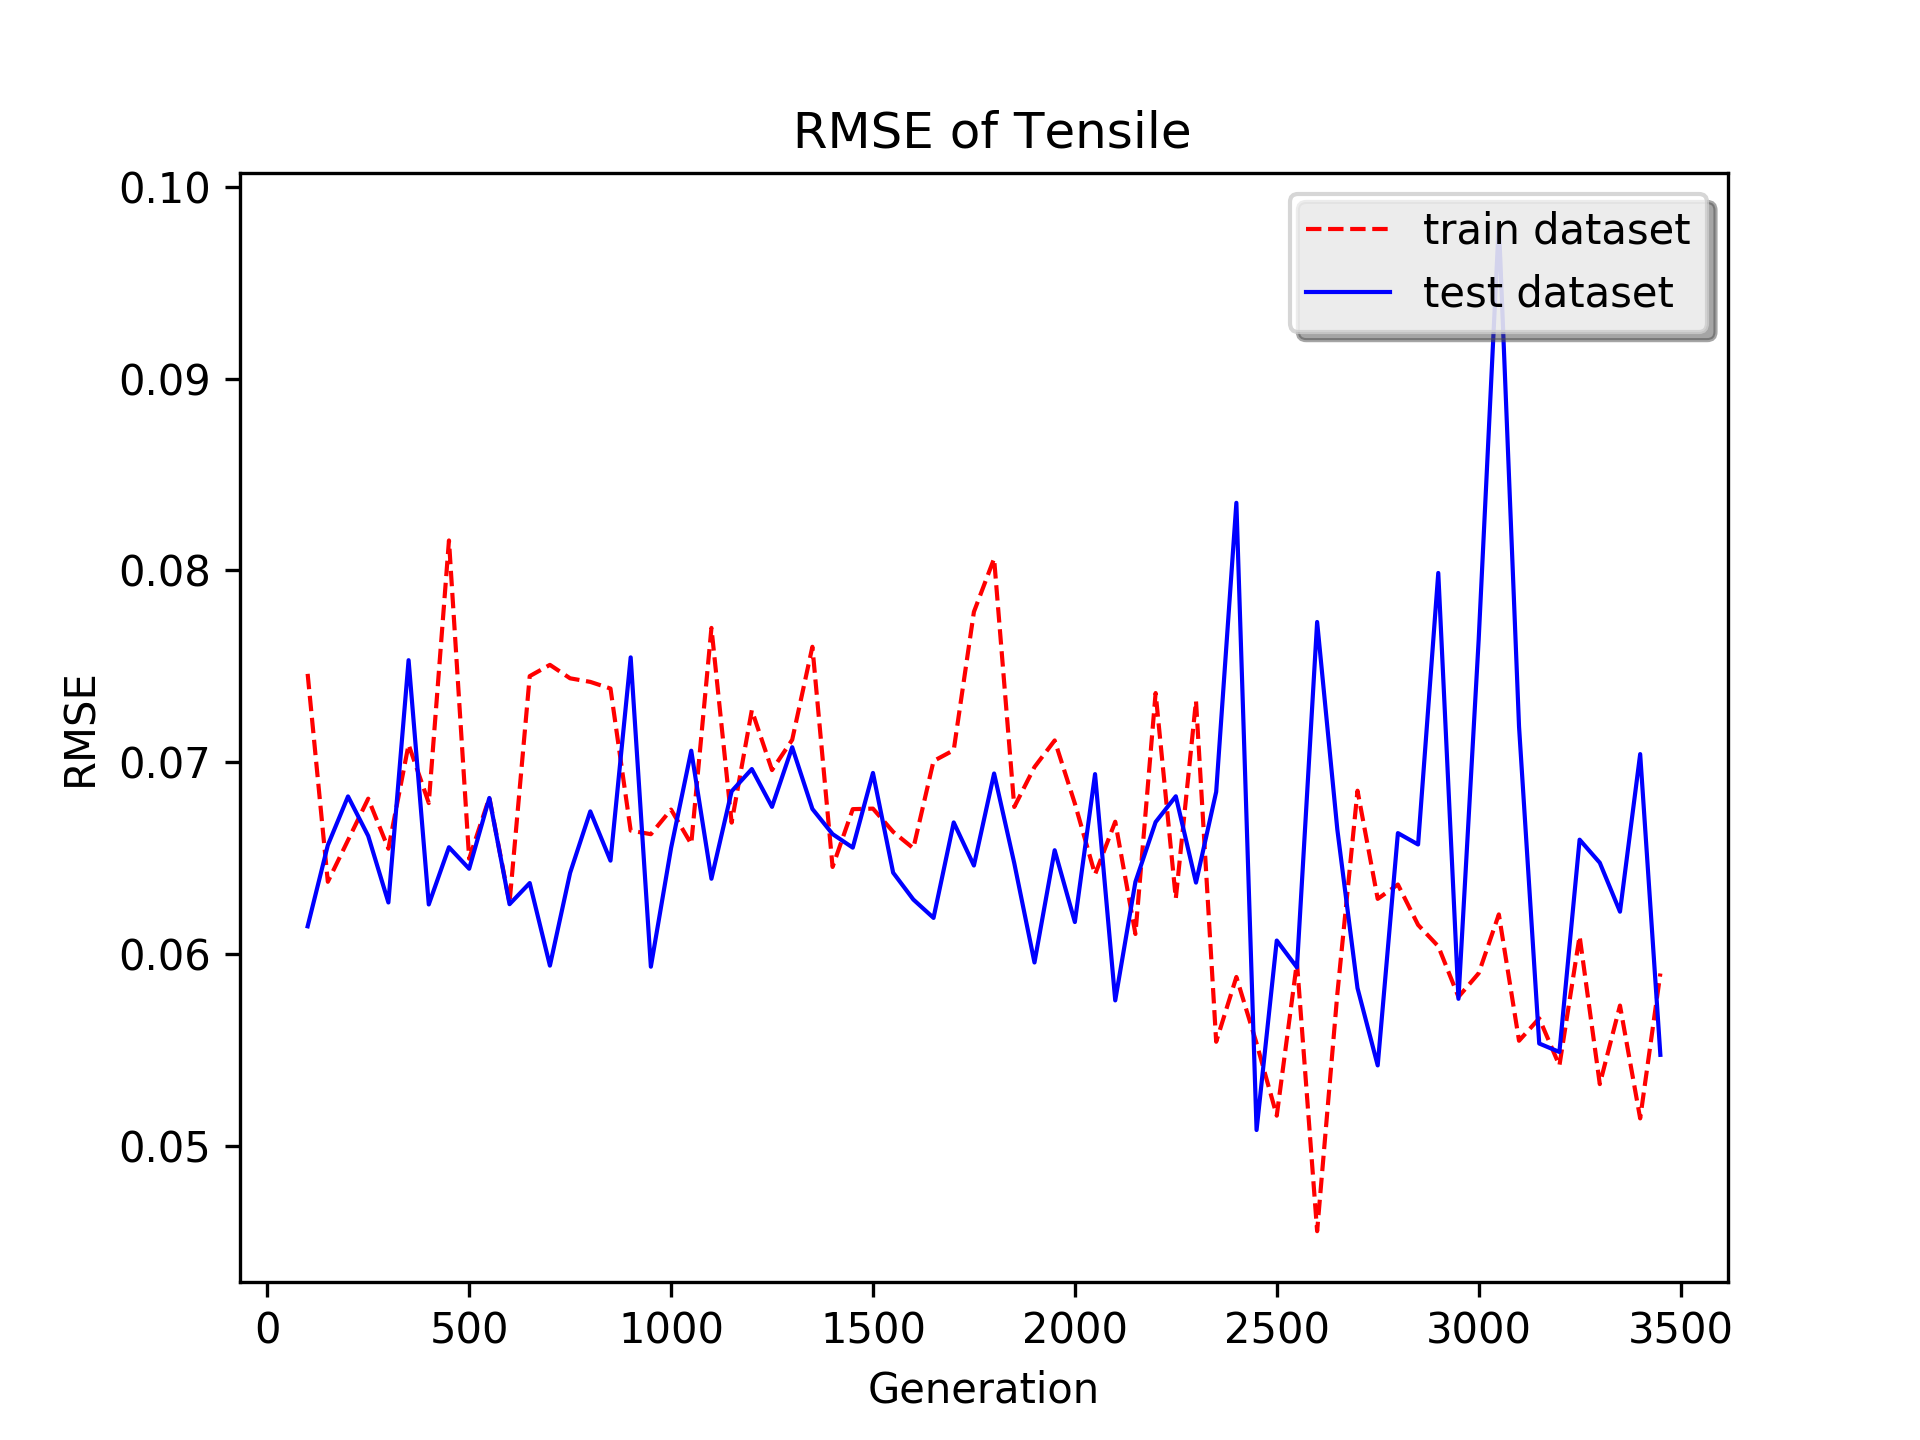 RMSE of Tensile
train dataset
test dataset
0.10
0.09
0.08
0.07
0.06
0.05
RMSE
0 500 1000 1500 2000 2500 3000 3500
Generation